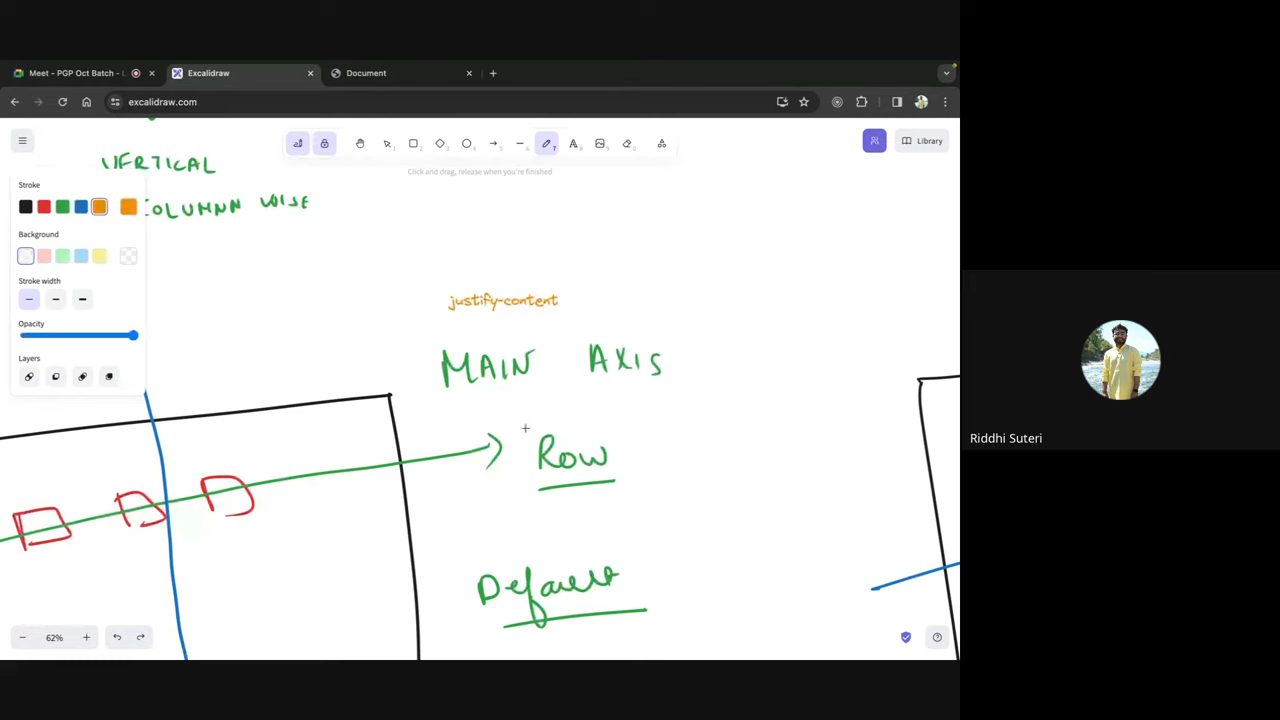 Meet - PGP Oct Batch - I
Excalidraw
Document
excalidraw.com
Library
Click and drag, release when you're finished
VERTICAL
COLUMN WISE
Stroke
Background
Stroke width
Opacity
Layers
justify-content
MAIN AXIS
Row
Default
62%
Riddhi Suteri